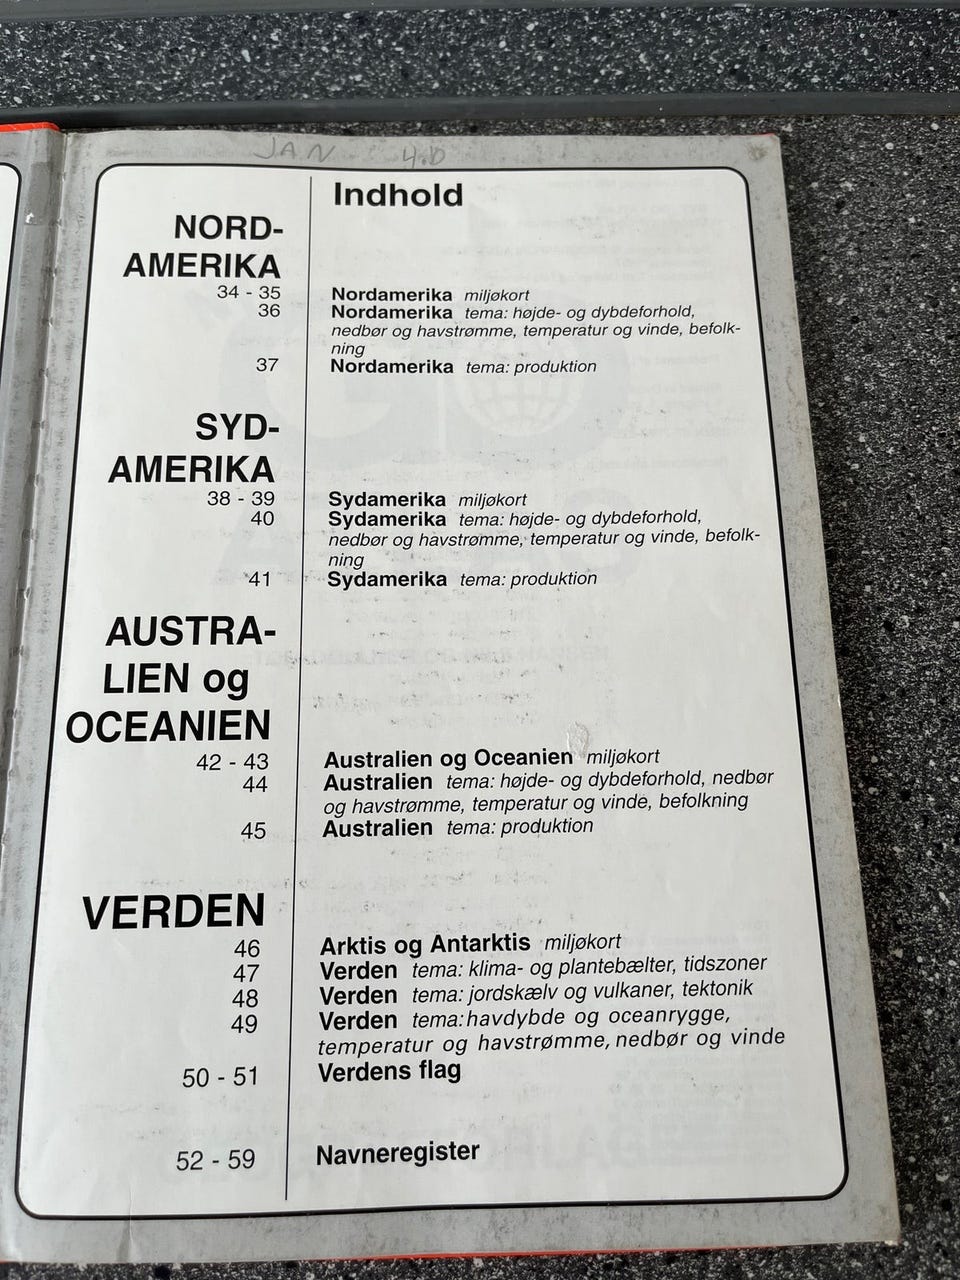 JAN 4.D
Indhold
NORD-
AMERIKA
34 - 35 Nordamerika miljøkort
36 Nordamerika tema: højde- og dybdeforhold,
nedbør og havstrømme, temperatur og vinde, befolk-
ning
37 Nordamerika tema: produktion
SYD-
AMERIKA
38 - 39 Sydamerika miljøkort
40 Sydamerika tema: højde- og dybdeforhold,
nedbør og havstrømme, temperatur og vinde, befolk-
ning
41 Sydamerika tema: produktion
AUSTRA-
LIEN og
OCEANIEN
42 - 43 Australien og Oceanien miljøkort
44 Australien tema: højde- og dybdeforhold, nedbør
og havstrømme, temperatur og vinde, befolkning
45 Australien tema: produktion
VERDEN
46 Arktis og Antarktis miljøkort
47 Verden tema: klima- og plantebælter, tidszoner
48 Verden tema: jordskælv og vulkaner, tektonik
49 Verden tema: havdybde og oceanrygge,
temperatur og havstrømme, nedbør og vinde
50 - 51 Verdens flag
52 - 59 Navneregister